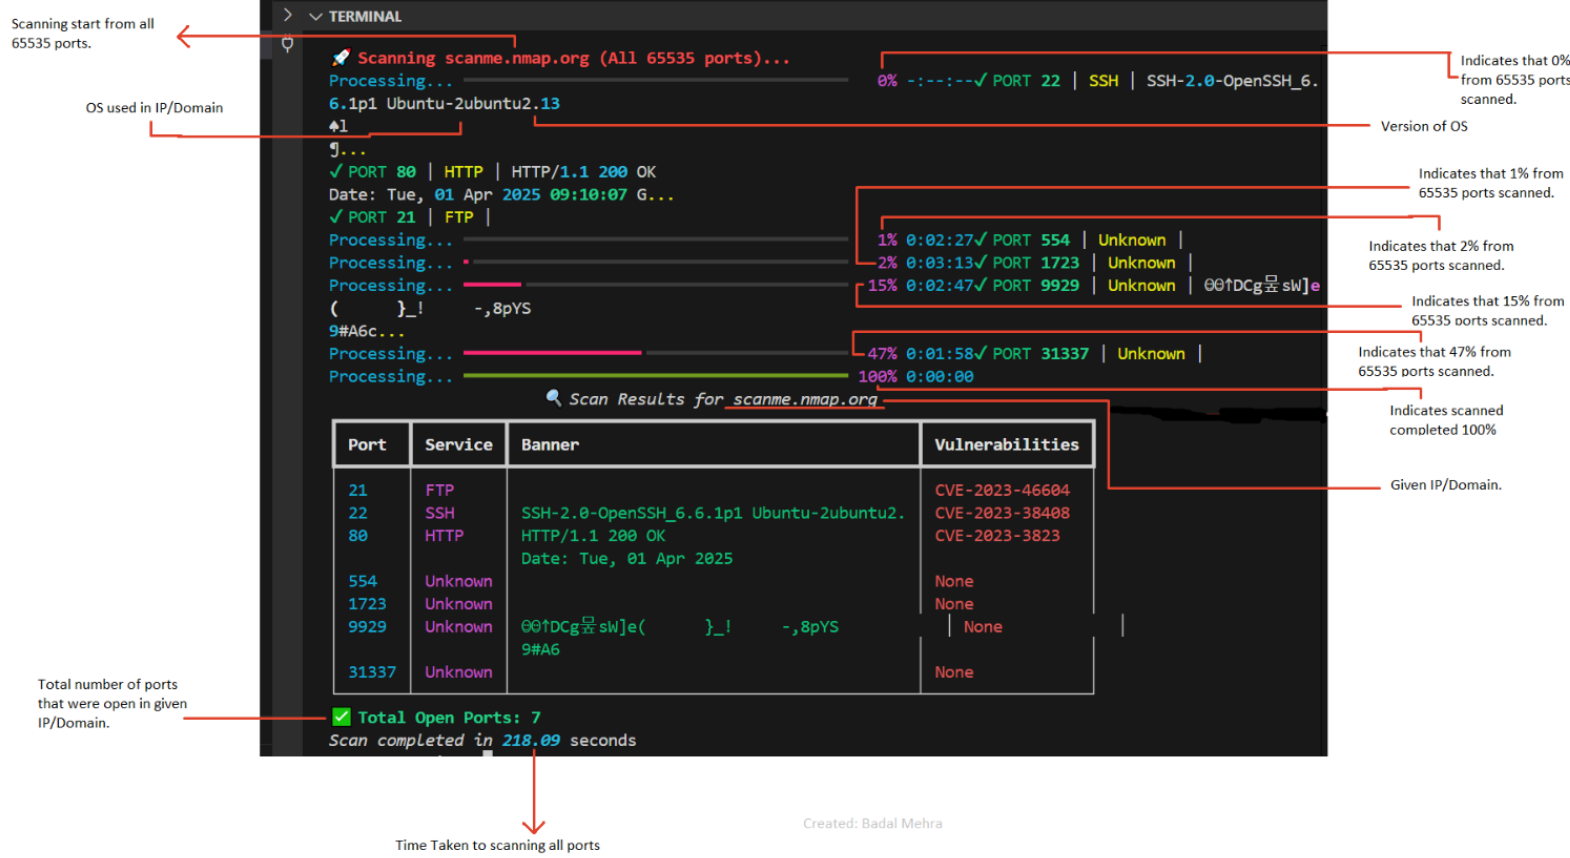 TERMINAL
Scanning start from all
65535 ports.
🚀 Scanning scanme.nmap.org (All 65535 ports)...
Processing... 0% -:--:--✓ PORT 22 | SSH | SSH-2.0-OpenSSH_6.
6.1p1 Ubuntu-2ubuntu2.13
♠l
¶...
✓ PORT 80 | HTTP | HTTP/1.1 200 OK
Date: Tue, 01 Apr 2025 09:10:07 G...
✓ PORT 21 | FTP |
Processing... 1% 0:02:27✓ PORT 554 | Unknown |
Processing... 2% 0:03:13✓ PORT 1723 | Unknown |
Processing... 15% 0:02:47✓ PORT 9929 | Unknown | ΘΘ↑DCg묲sW]e
( }_! -,8pYS
9#A6c...
Processing... 47% 0:01:58✓ PORT 31337 | Unknown |
Processing... 100% 0:00:00
🔍 Scan Results for scanme.nmap.org
Port Service Banner Vulnerabilities
21 FTP CVE-2023-46604
22 SSH SSH-2.0-OpenSSH_6.6.1p1 Ubuntu-2ubuntu2. CVE-2023-38408
80 HTTP HTTP/1.1 200 OK CVE-2023-3823
Date: Tue, 01 Apr 2025
554 Unknown None
1723 Unknown None
9929 Unknown ΘΘ↑DCg묲sW]e( }_! -,8pYS | None |
9#A6
31337 Unknown None
✅ Total Open Ports: 7
Scan completed in 218.09 seconds
OS used in IP/Domain
Total number of ports
that were open in given
IP/Domain.
Indicates that 0%
from 65535 ports
scanned.
Version of OS
Indicates that 1% from
65535 ports scanned.
Indicates that 2% from
65535 ports scanned.
Indicates that 15% from
65535 ports scanned.
Indicates that 47% from
65535 ports scanned.
Indicates scanned
completed 100%
Given IP/Domain.
Created: Badal Mehra
Time Taken to scanning all ports